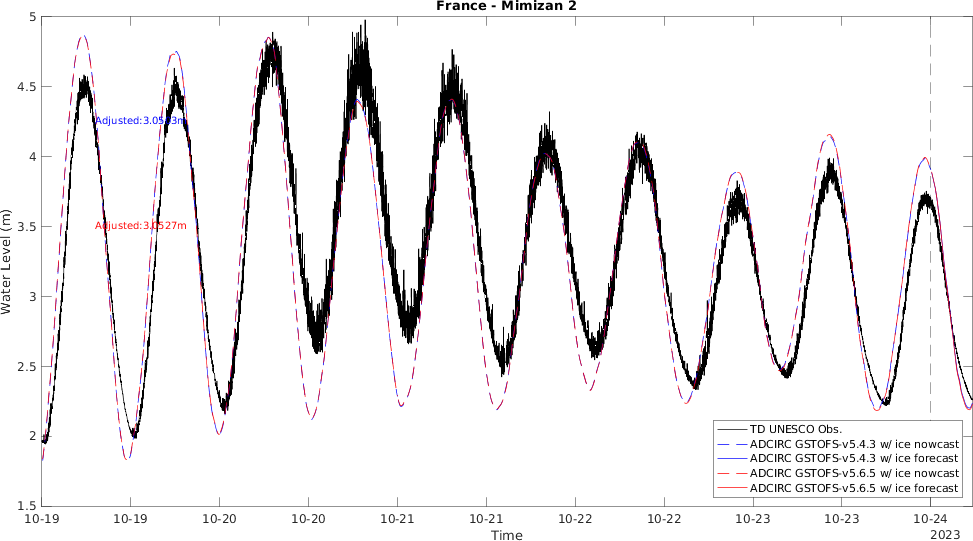 France - Mimizan 2
5
4.5
4
3.5
3
2.5
2
1.5
Water Level (m)
Adjusted:3.0543m
Adjusted:3.0527m
TD UNESCO Obs.
ADCIRC GSTOFS-v5.4.3 w/ ice nowcast
ADCIRC GSTOFS-v5.4.3 w/ ice forecast
ADCIRC GSTOFS-v5.6.5 w/ ice nowcast
ADCIRC GSTOFS-v5.6.5 w/ ice forecast
10-19 10-19 10-20 10-20 10-21 10-21 10-22 10-22 10-23 10-23 10-24
Time
2023